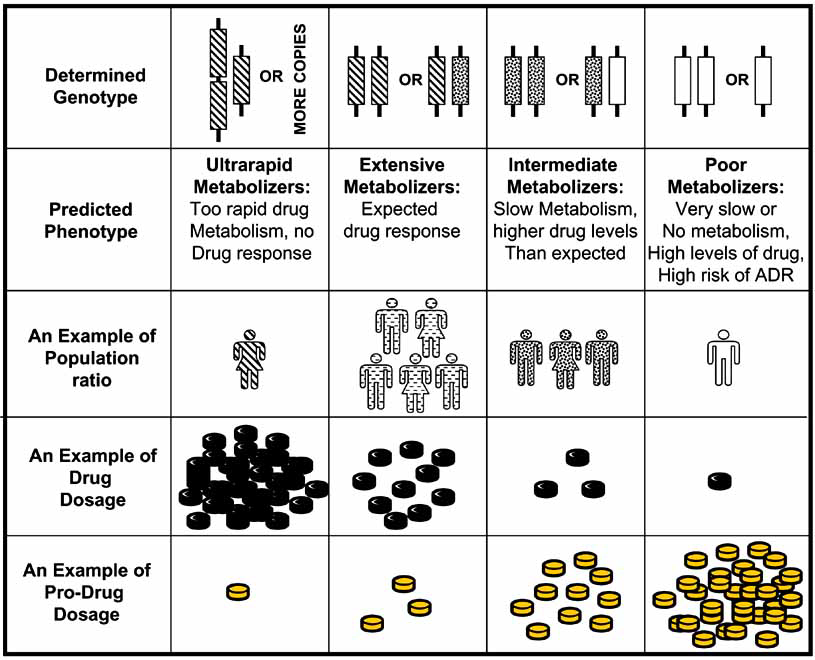 Determined
Genotype
OR
MORE COPIES
OR
OR
OR
Predicted
Phenotype
Ultrarapid
Metabolizers:
Too rapid drug
Metabolism, no
Drug response
Extensive
Metabolizers:
Expected
drug response
Intermediate
Metabolizers:
Slow Metabolism,
higher drug levels
Than expected
Poor
Metabolizers:
Very slow or
No metabolism,
High levels of drug,
High risk of ADR
An Example of
Population
ratio
An Example of
Drug
Dosage
An Example of
Pro-Drug
Dosage